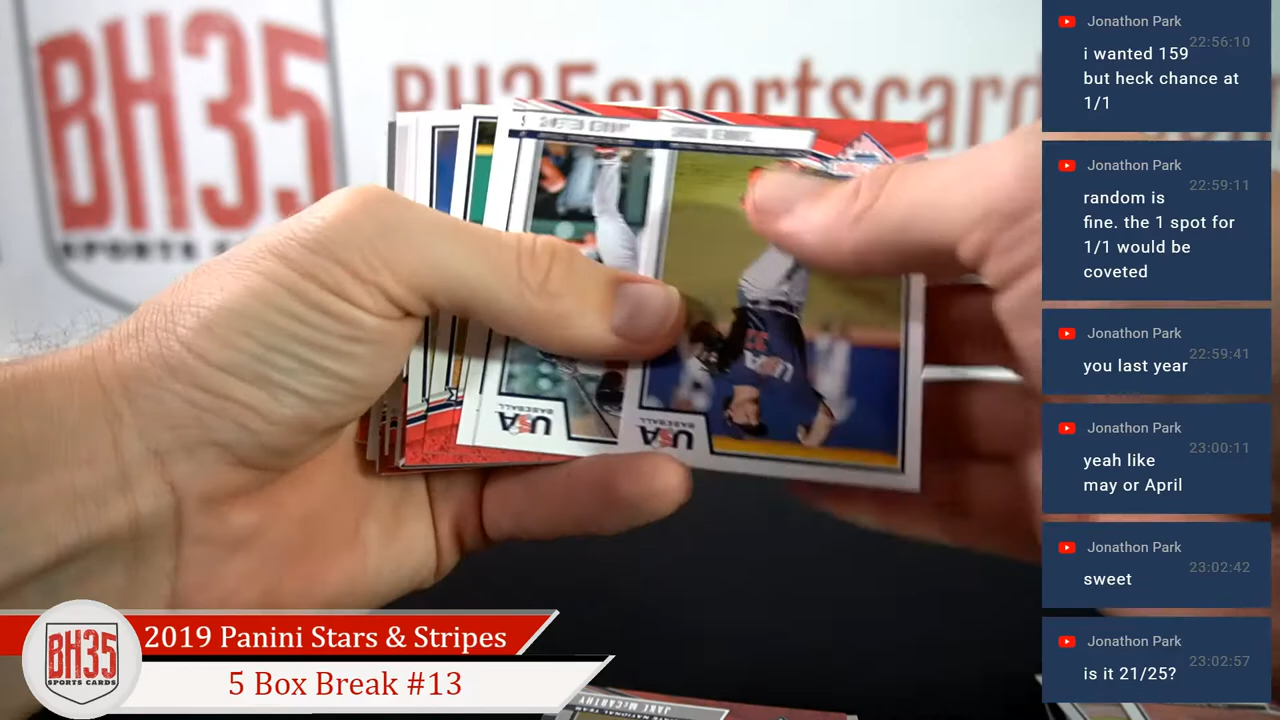 BH35
SPORTS CARDS
BH35sportscard
USA
BASEBALL
USA
BASEBALL
USA
JAKE McCARTHY
BH35
SPORTS CARDS
2019 Panini Stars & Stripes
5 Box Break #13
Jonathon Park
22:56:10
i wanted 159
but heck chance at
1/1
Jonathon Park
22:59:11
random is
fine. the 1 spot for
1/1 would be
coveted
Jonathon Park
22:59:41
you last year
Jonathon Park
23:00:11
yeah like
may or April
Jonathon Park
23:02:42
sweet
Jonathon Park
23:02:57
is it 21/25?